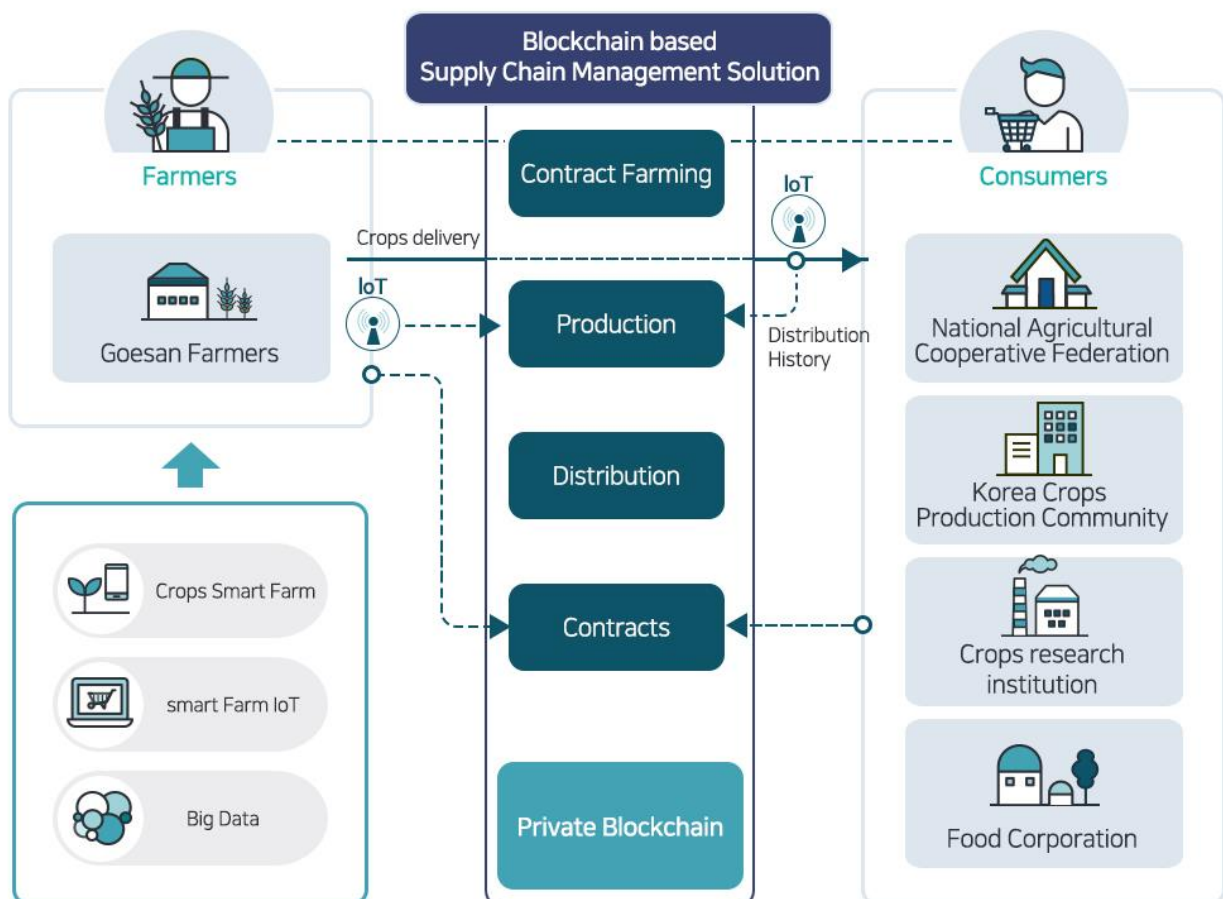 Blockchain based
Supply Chain Management Solution
Farmers
Goesan Farmers
Crops Smart Farm
smart Farm IoT
Big Data
Crops delivery
IoT
Contract Farming
Production
Distribution
Contracts
Private Blockchain
IoT
Distribution
History
Consumers
National Agricultural
Cooperative Federation
Korea Crops
Production Community
Crops research
institution
Food Corporation